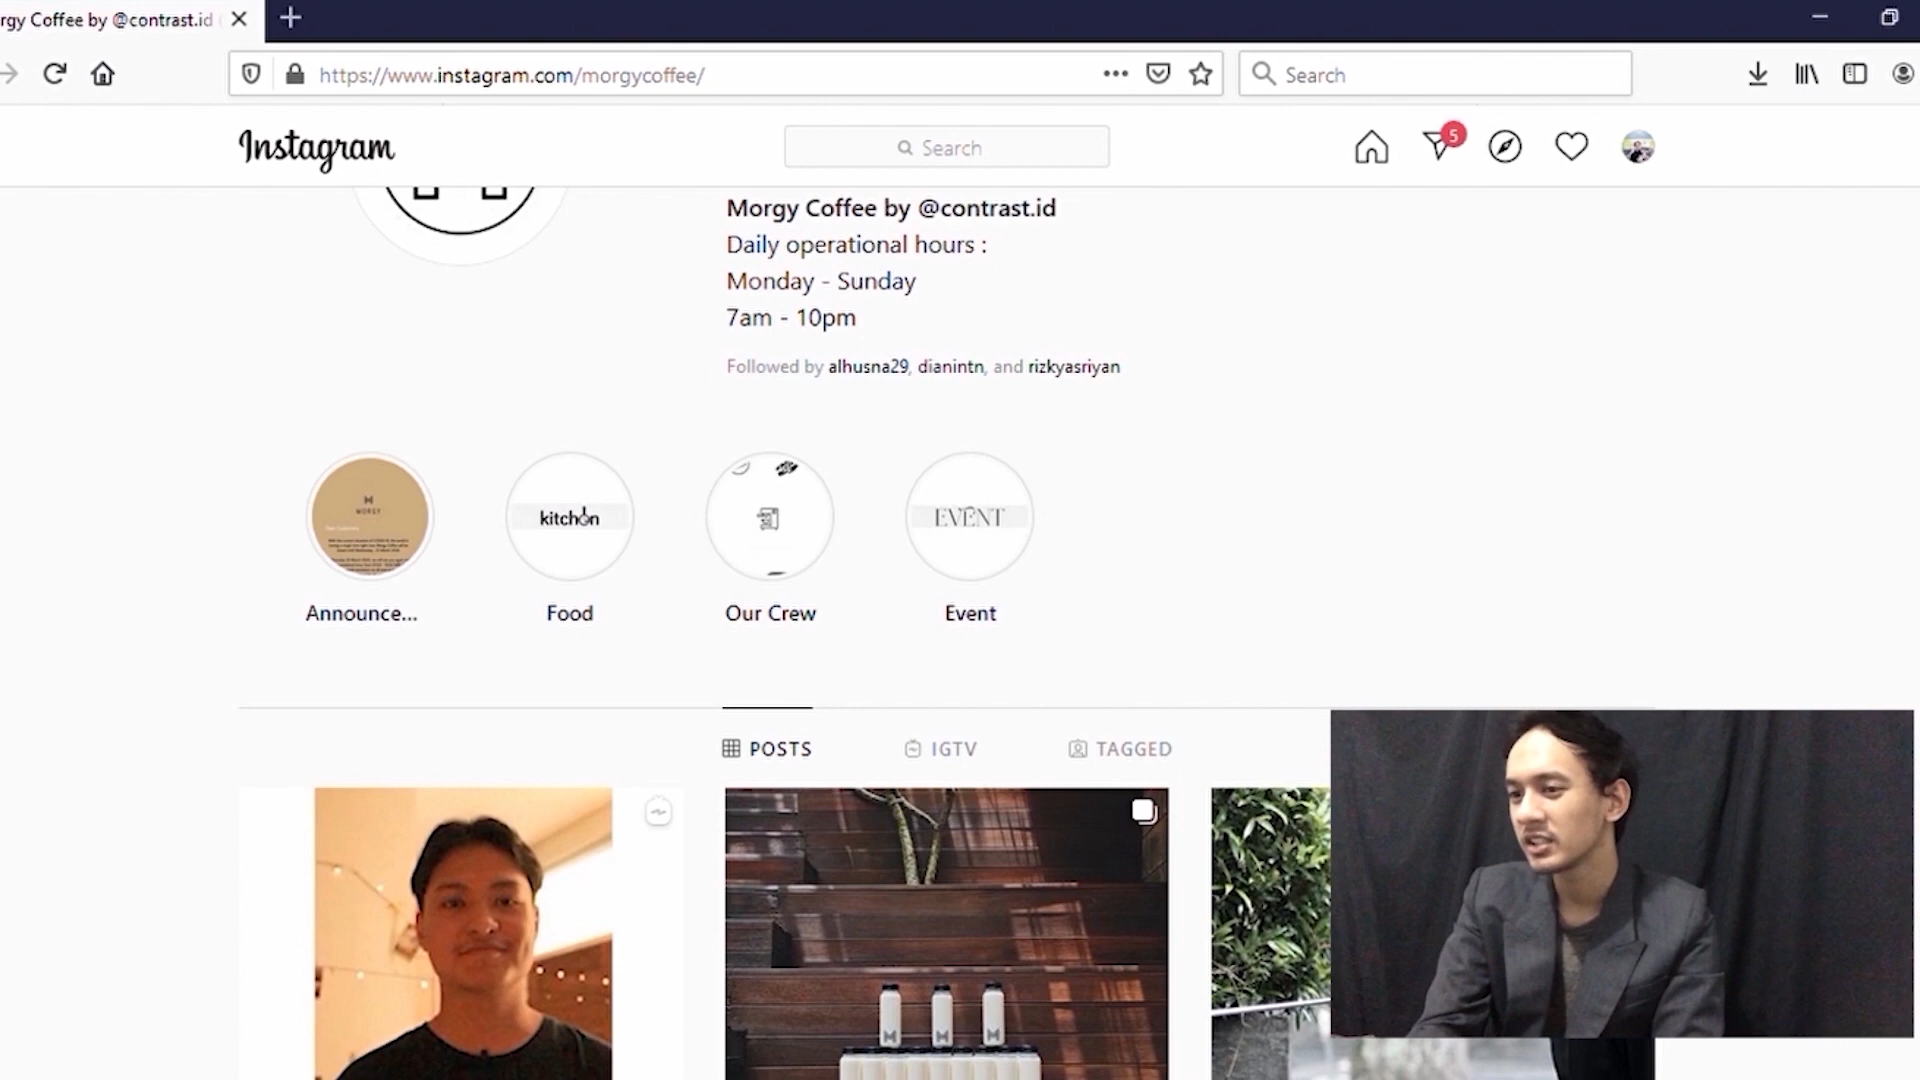 rgy Coffee by @contrast.id
https://www.instagram.com/morgycoffee/
Search
Instagram
Search
5
Morgy Coffee by @contrast.id
Daily operational hours :
Monday - Sunday
7am - 10pm
Followed by alhusna29, dianintn, and rizkyasriyan
MORGY
kitchen
EVENT
Announce...
Food
Our Crew
Event
POSTS
IGTV
TAGGED
M M M